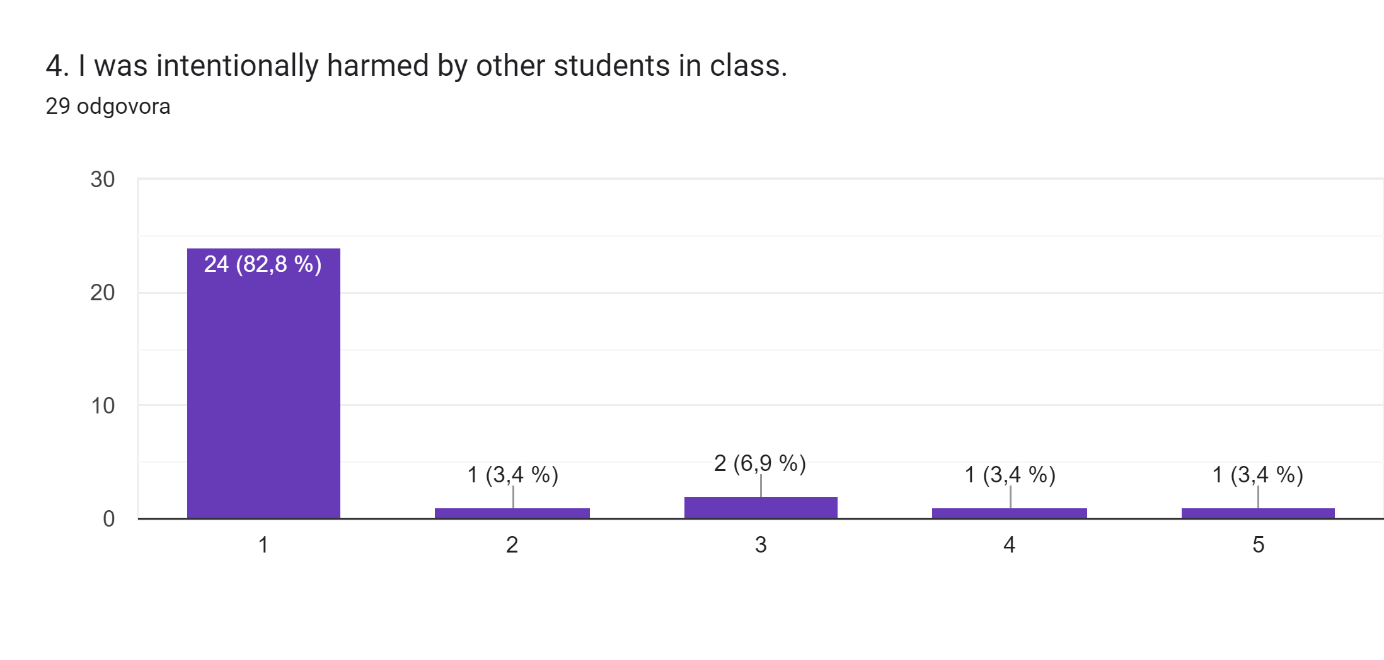 4. I was intentionally harmed by other students in class.
29 odgovora
30
20
10
0
24 (82,8 %)
1 (3,4 %)
2 (6,9 %)
1 (3,4 %)
1 (3,4 %)
1 2 3 4 5